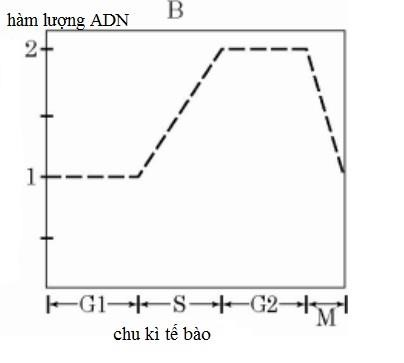 hàm lượng ADN
B
2
1
G1 S G2 M
chu kì tế bào